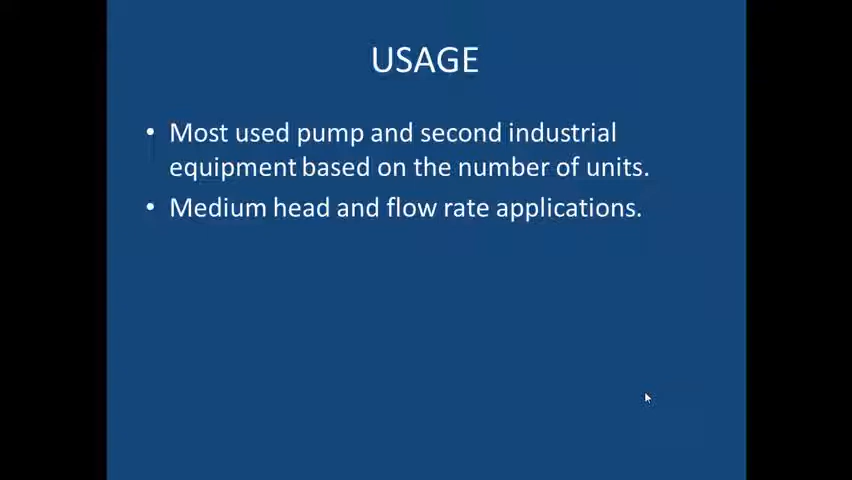 USAGE
• Most used pump and second industrial
equipment based on the number of units.
• Medium head and flow rate applications.